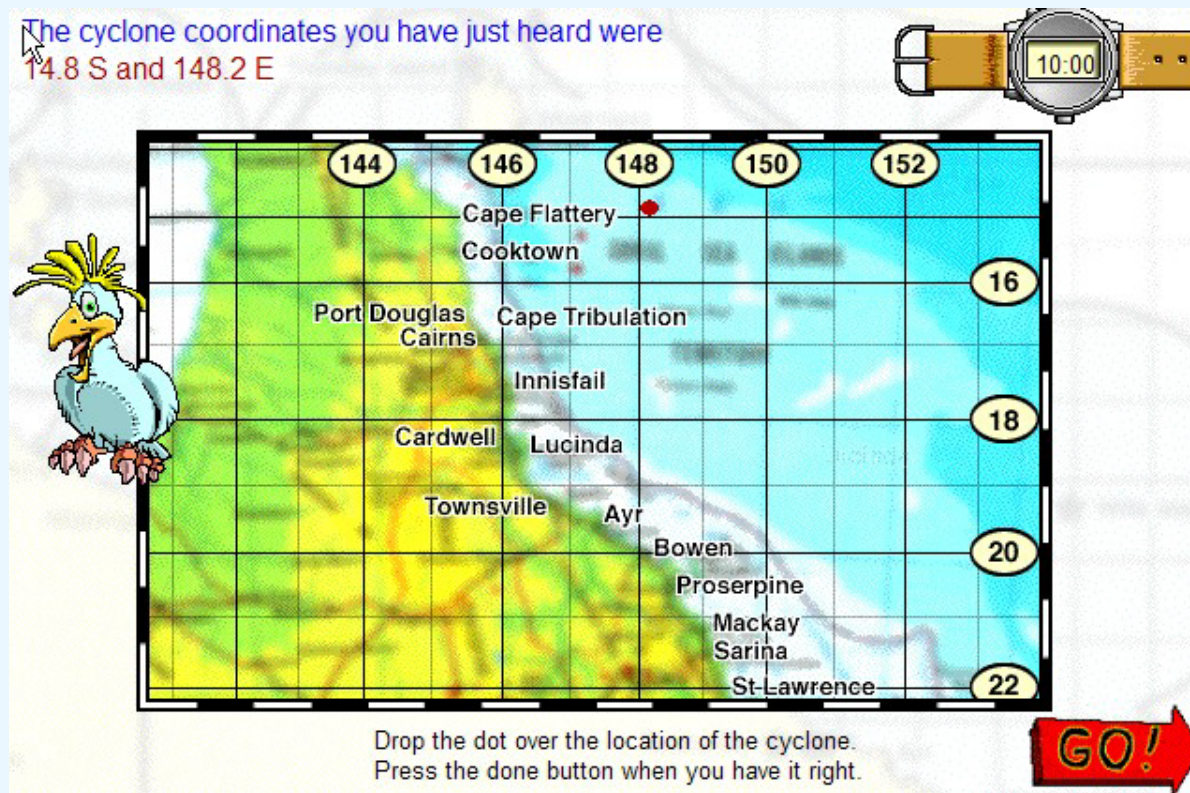 The cyclone coordinates you have just heard were
14.8 S and 148.2 E
10:00
144 146 148 150 152
Cape Flattery
Cooktown
16
Port Douglas Cape Tribulation
Cairns
Innisfail
18
Cardwell Lucinda
Townsville Ayr
Bowen 20
Proserpine
Mackay
Sarina
St Lawrence 22
Drop the dot over the location of the cyclone.
Press the done button when you have it right.
GO!